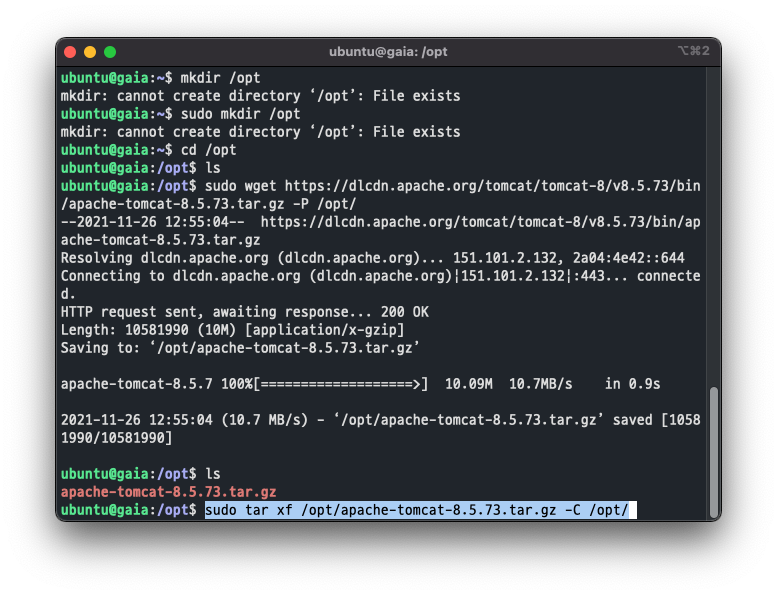 ubuntu@gaia: /opt
⌥⌘2
ubuntu@gaia:~$ mkdir /opt
mkdir: cannot create directory ‘/opt’: File exists
ubuntu@gaia:~$ sudo mkdir /opt
mkdir: cannot create directory ‘/opt’: File exists
ubuntu@gaia:~$ cd /opt
ubuntu@gaia:/opt$ ls
ubuntu@gaia:/opt$ sudo wget https://dlcdn.apache.org/tomcat/tomcat-8/v8.5.73/bin
/apache-tomcat-8.5.73.tar.gz -P /opt/
--2021-11-26 12:55:04--  https://dlcdn.apache.org/tomcat/tomcat-8/v8.5.73/bin/ap
ache-tomcat-8.5.73.tar.gz
Resolving dlcdn.apache.org (dlcdn.apache.org)... 151.101.2.132, 2a04:4e42::644
Connecting to dlcdn.apache.org (dlcdn.apache.org)|151.101.2.132|:443... connecte
d.
HTTP request sent, awaiting response... 200 OK
Length: 10581990 (10M) [application/x-gzip]
Saving to: ‘/opt/apache-tomcat-8.5.73.tar.gz’
apache-tomcat-8.5.7 100%[===================>]  10.09M  10.7MB/s    in 0.9s
2021-11-26 12:55:04 (10.7 MB/s) - ‘/opt/apache-tomcat-8.5.73.tar.gz’ saved [1058
1990/10581990]
ubuntu@gaia:/opt$ ls
apache-tomcat-8.5.73.tar.gz
ubuntu@gaia:/opt$ sudo tar xf /opt/apache-tomcat-8.5.73.tar.gz -C /opt/